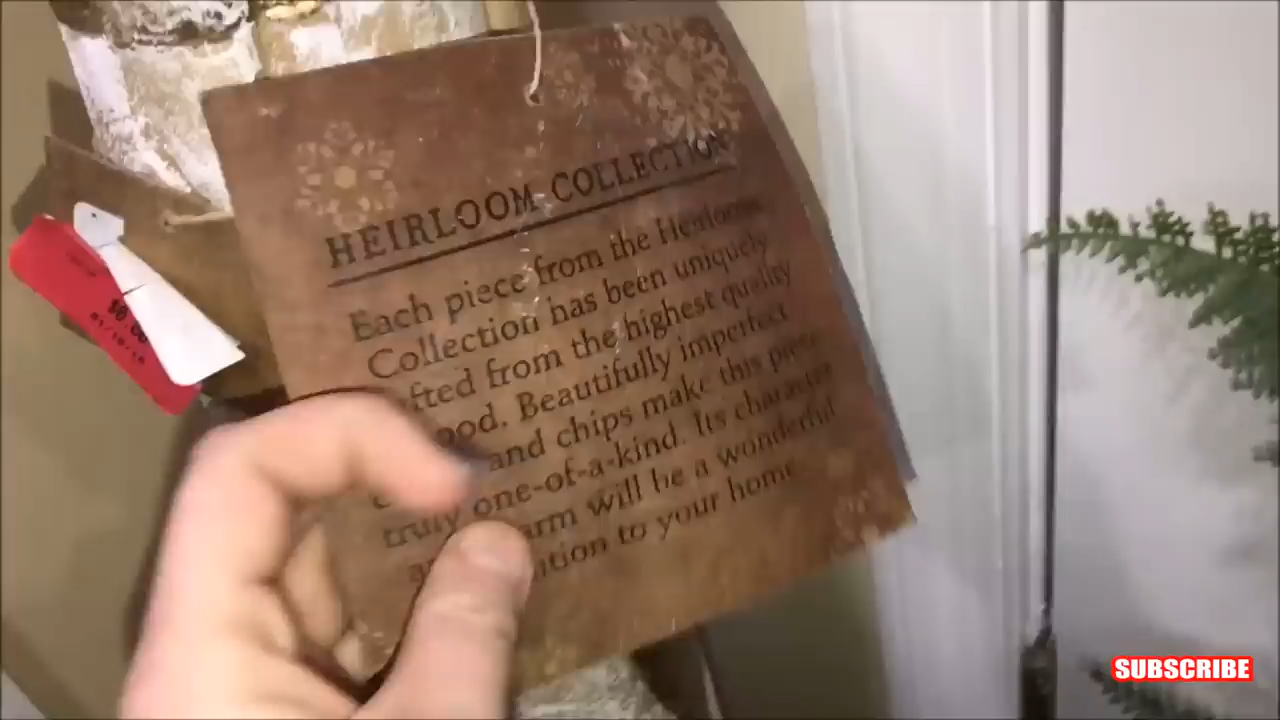 HEIRLOOM COLLECTION
Each piece from the Heirloom
Collection has been uniquely
fted from the highest quality
ood. Beautifully imperfect
and chips make this piece
truly one-of-a-kind. Its character
arm will be a wonderful
ition to your home.
SUBSCRIBE